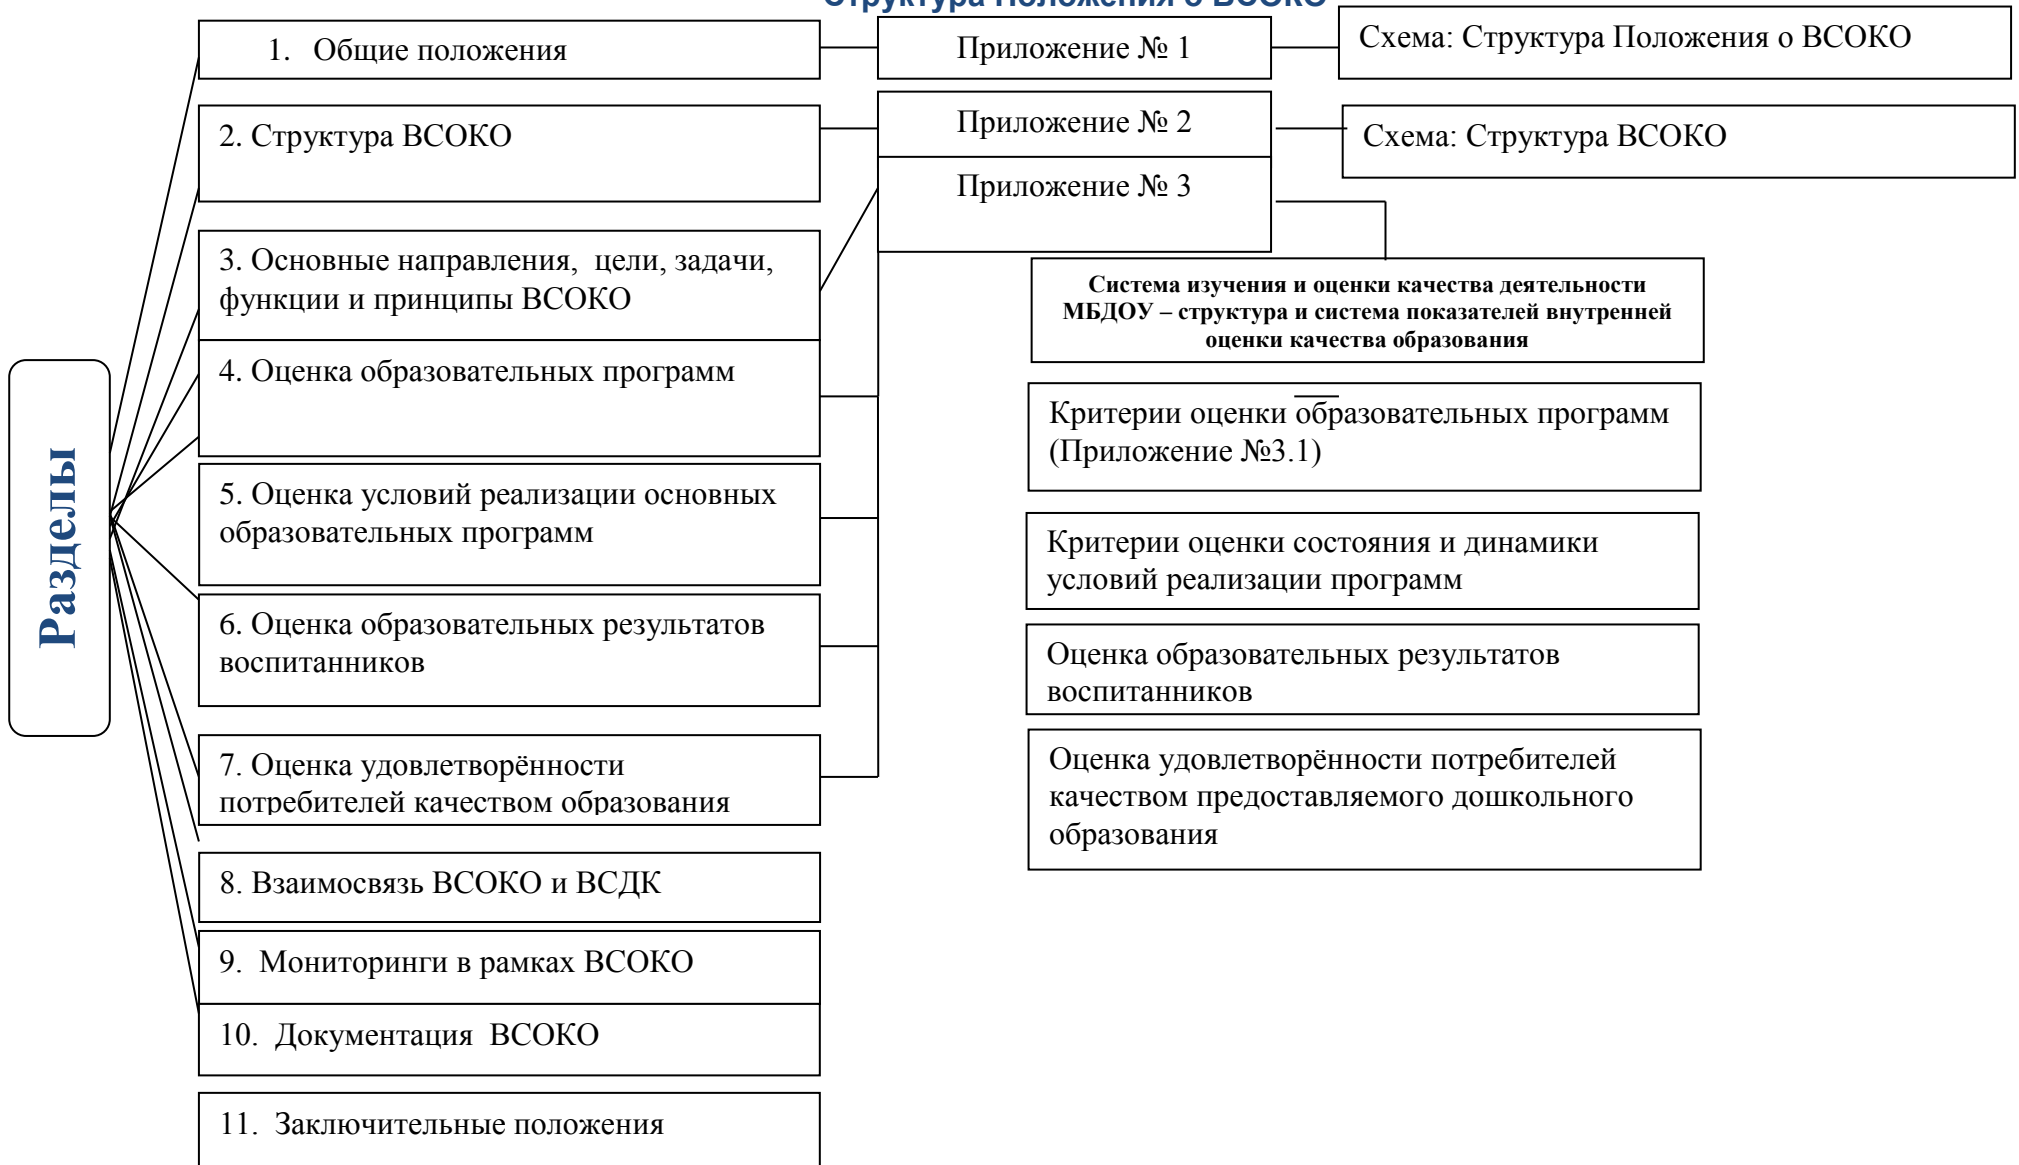 Структура Положения о ВСОКО
1. Общие положения
Приложение № 1
Схема: Структура Положения о ВСОКО
2. Структура ВСОКО
Приложение № 2
Схема: Структура ВСОКО
Приложение № 3
3. Основные направления, цели, задачи,
функции и принципы ВСОКО
Система изучения и оценки качества деятельности
МБДОУ – структура и система показателей внутренней
оценки качества образования
4. Оценка образовательных программ
Критерии оценки образовательных программ
(Приложение №3.1)
Разделы
5. Оценка условий реализации основных
образовательных программ
Критерии оценки состояния и динамики
условий реализации программ
6. Оценка образовательных результатов
воспитанников
Оценка образовательных результатов
воспитанников
7. Оценка удовлетворённости
потребителей качеством образования
Оценка удовлетворённости потребителей
качеством предоставляемого дошкольного
образования
8. Взаимосвязь ВСОКО и ВСДК
9. Мониторинги в рамках ВСОКО
10. Документация ВСОКО
11. Заключительные положения